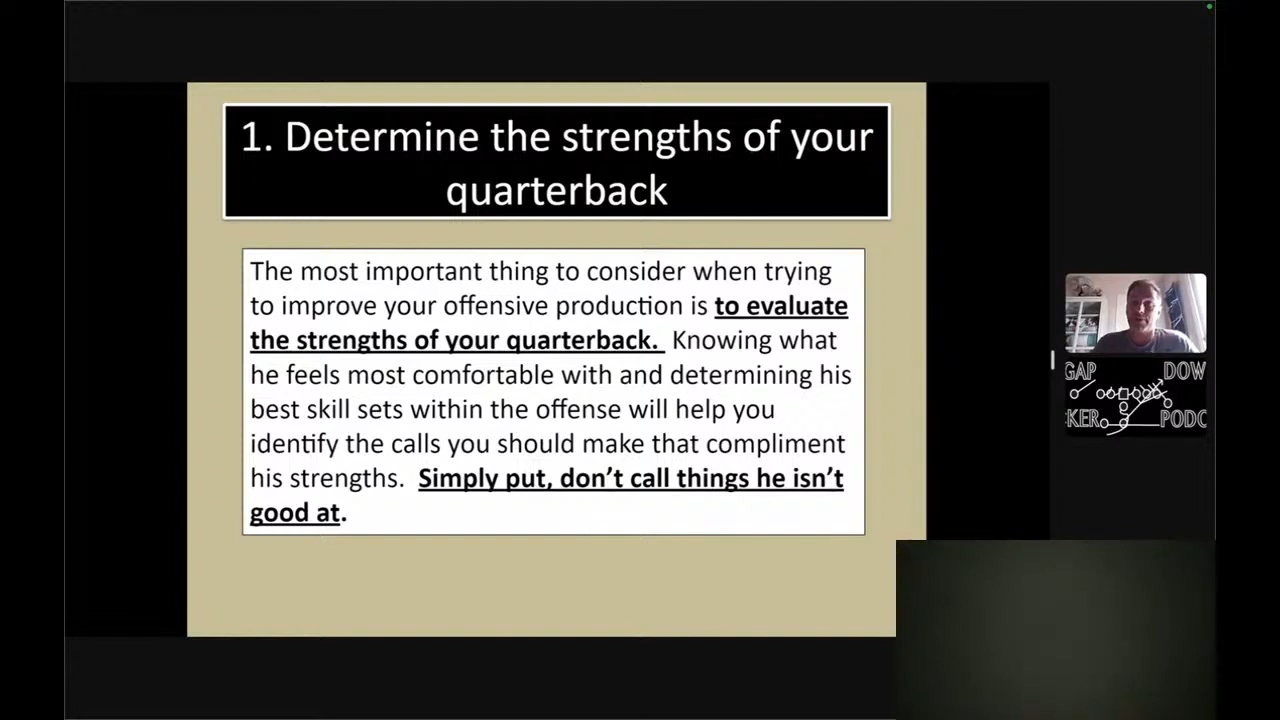 1. Determine the strengths of your
quarterback
The most important thing to consider when trying
to improve your offensive production is to evaluate
the strengths of your quarterback. Knowing what
he feels most comfortable with and determining his
best skill sets within the offense will help you
identify the calls you should make that compliment
his strengths. Simply put, don't call things he isn't
good at.
GAP DOW
CKER PODC